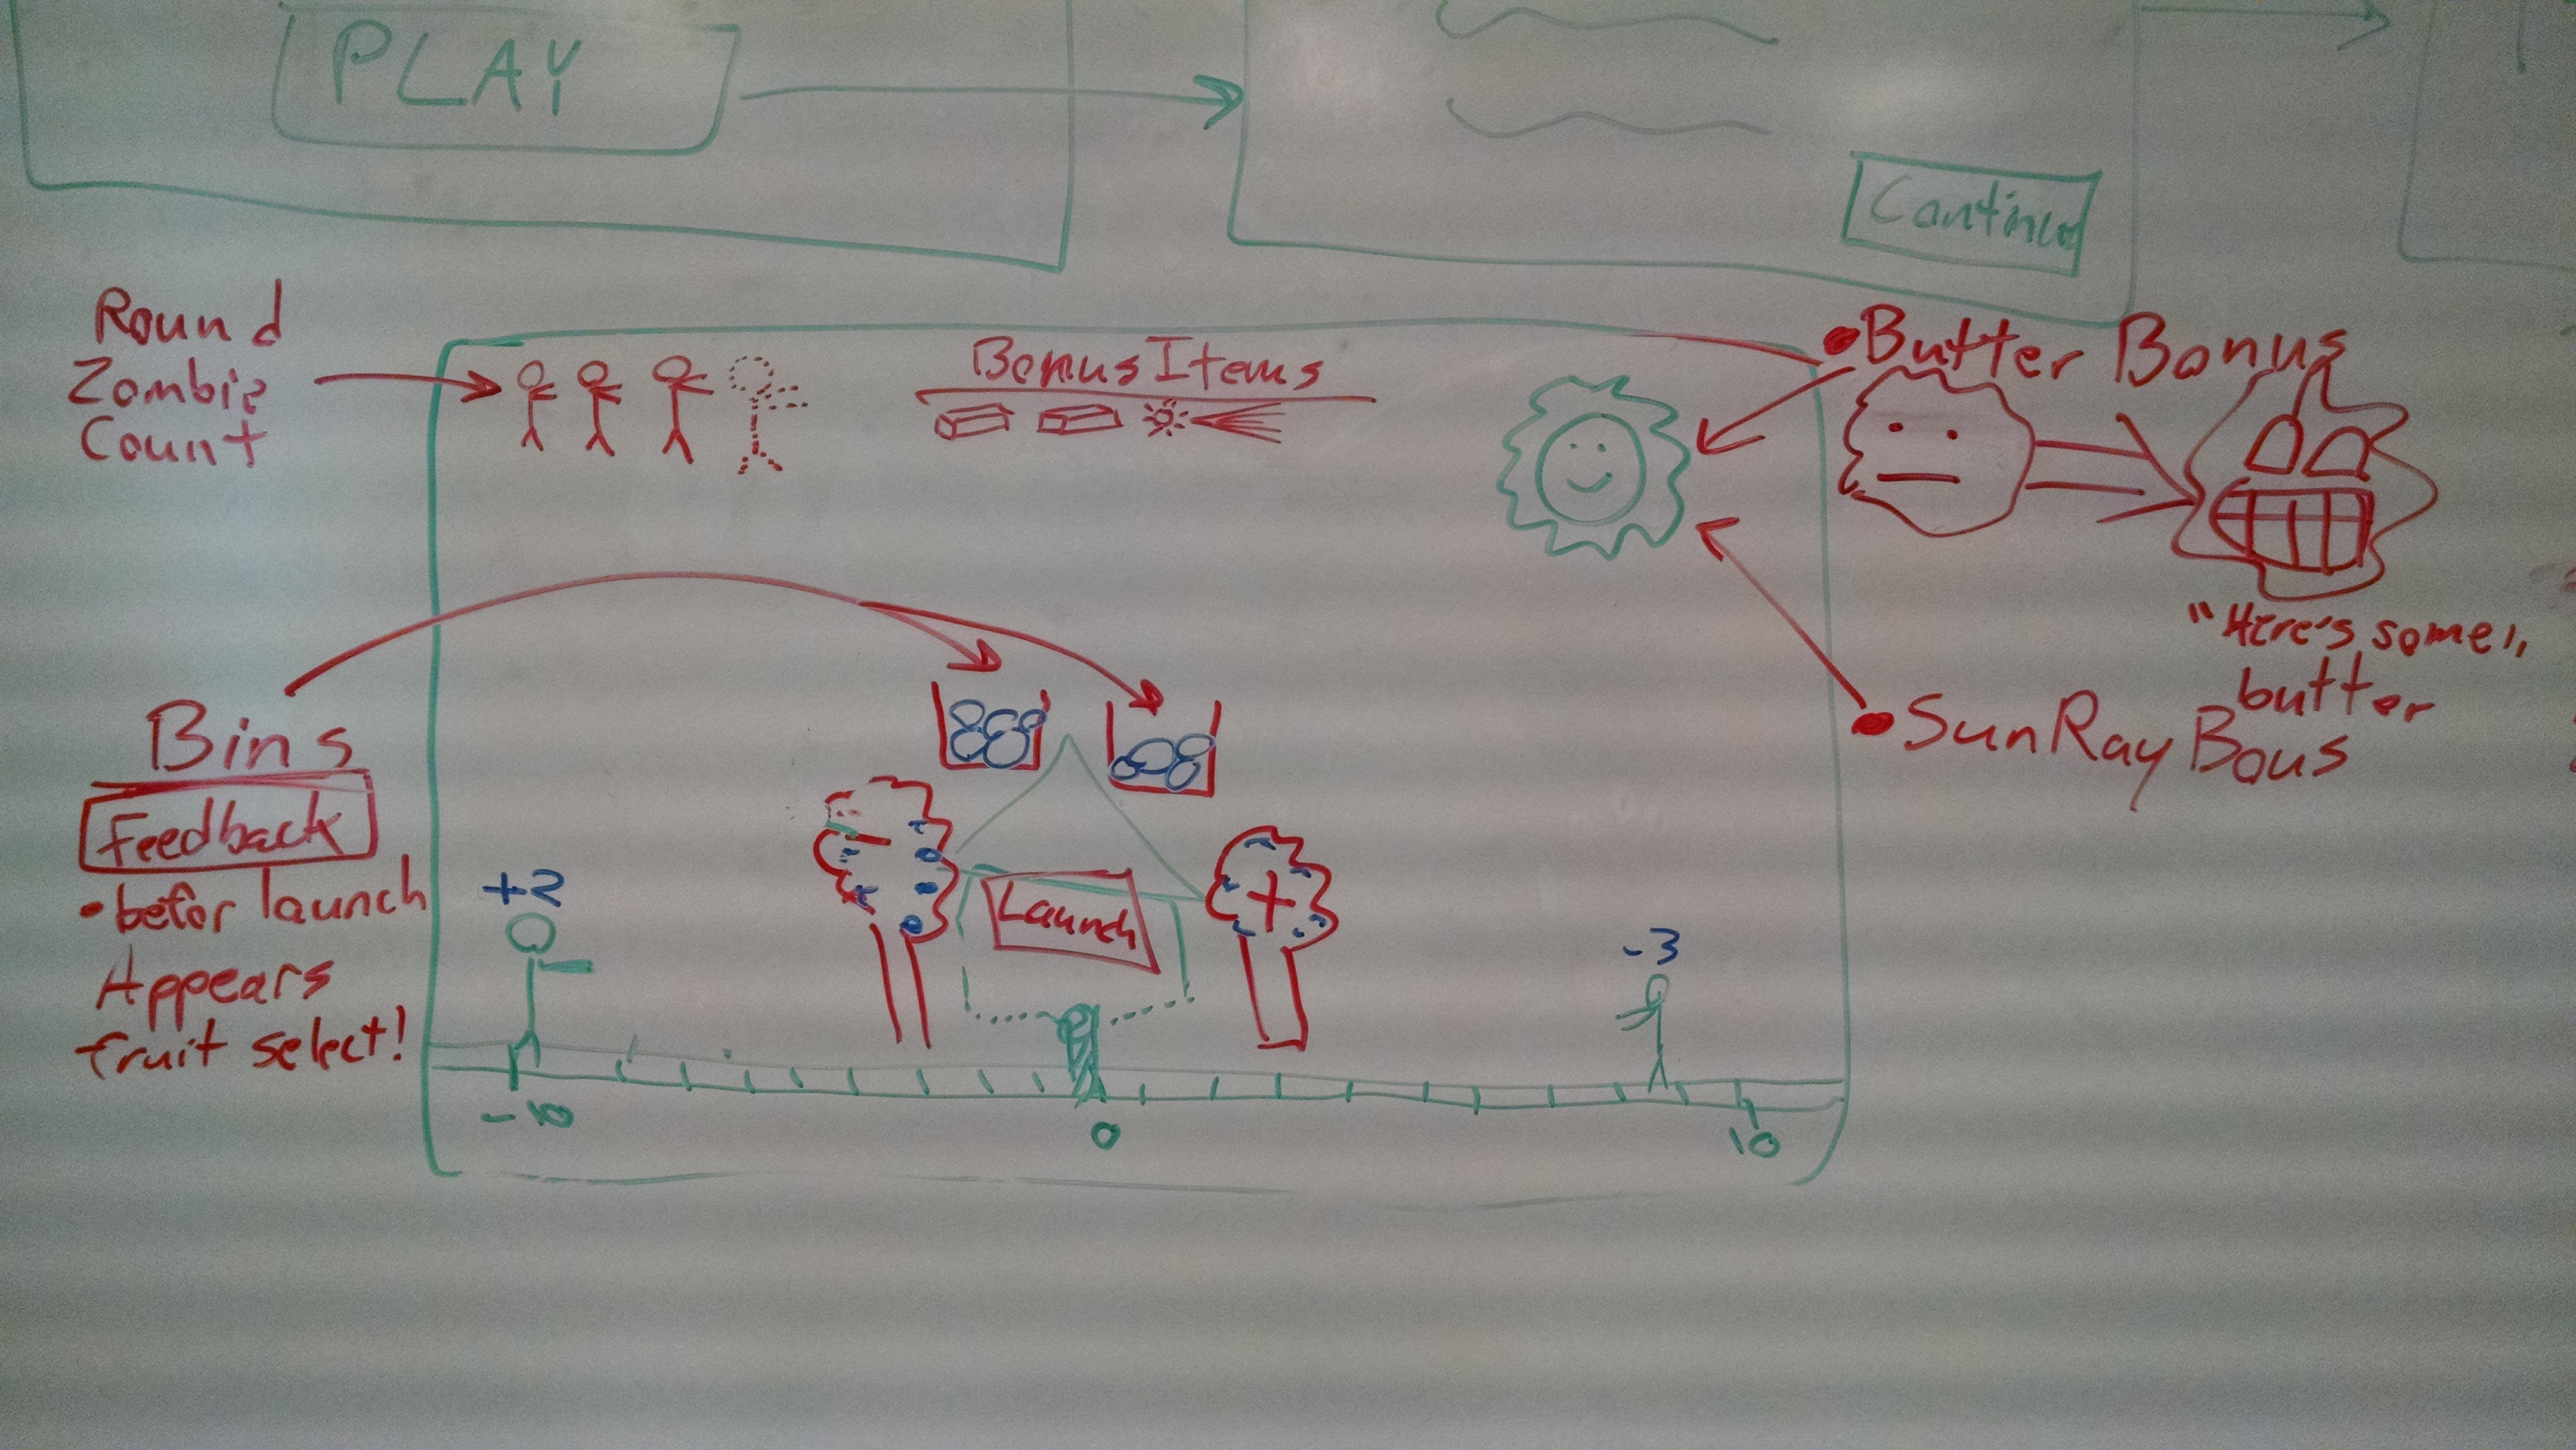 PLAY
Continue
Round
Zombie
Count
Bonus Items
Butter Bonus
"Here's some"
butter
SunRay Bous
Bins
Feedback
•befor launch
Appears
fruit select!
+2
Launch
+
-3
-10
0
10